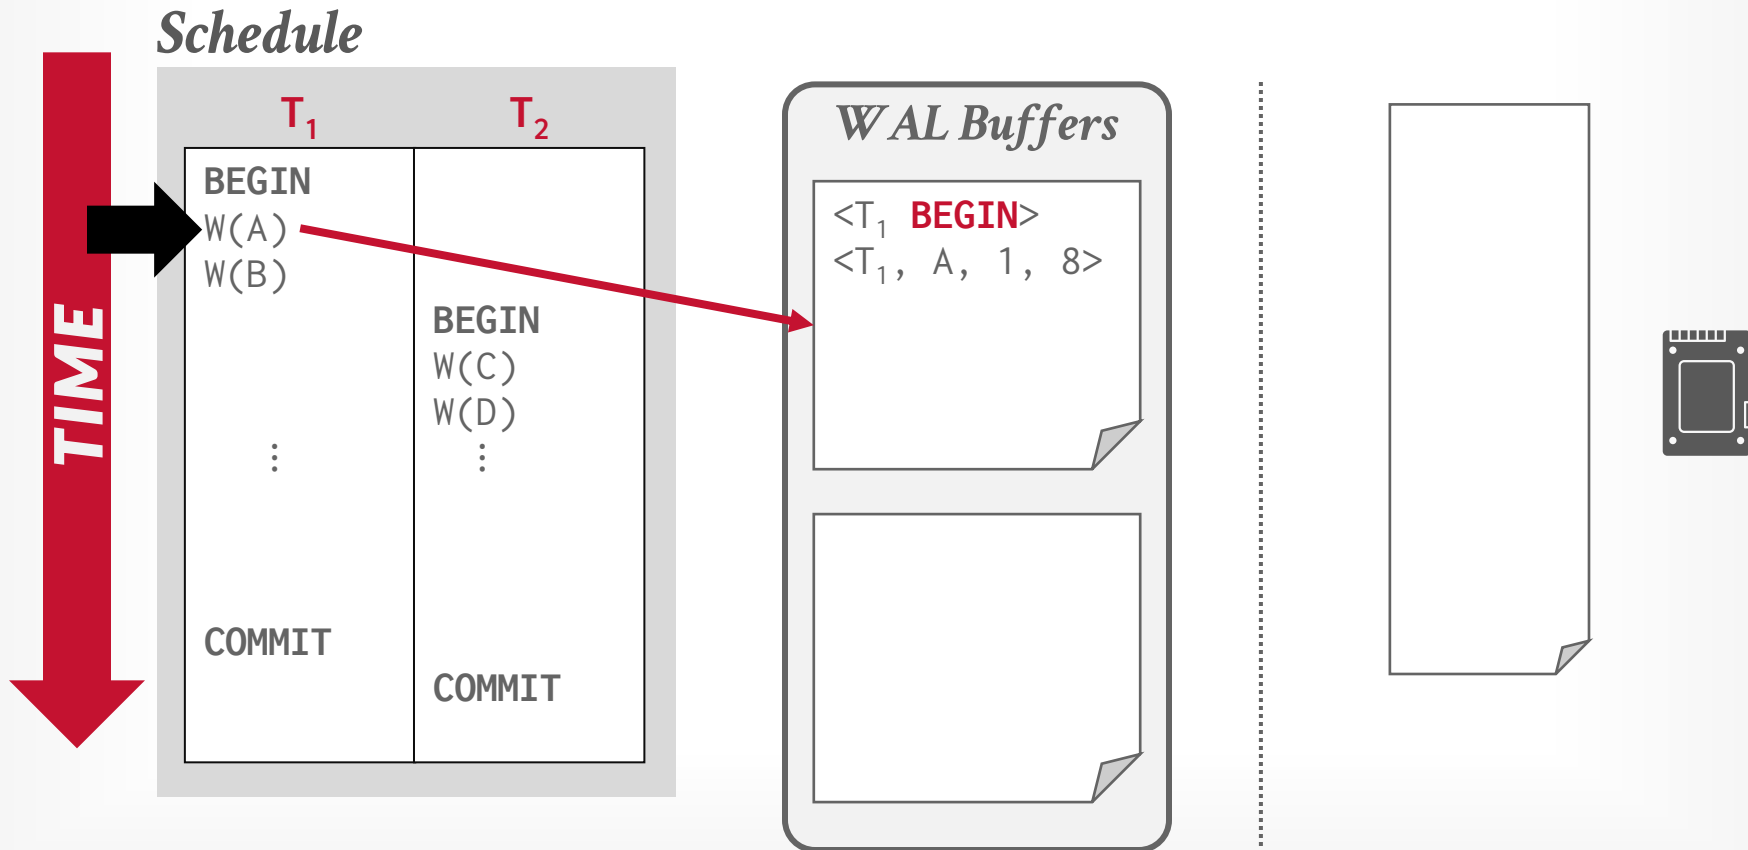 Schedule
TIME
T₁ T₂
BEGIN
W(A)
W(B)
BEGIN
W(C)
W(D)
⋮ ⋮
COMMIT
COMMIT
WAL Buffers
<T₁ BEGIN>
<T₁, A, 1, 8>